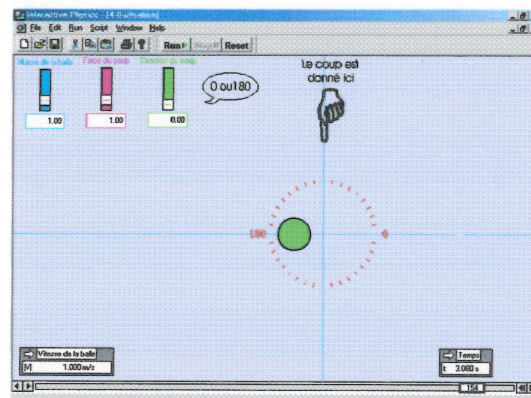 Interactive Physics - [4-8-situation]
File Edit Run Script Window Help
Run Stop Reset
Masse de la balle Force du coup Direction du coup
1.00 1.00 0.00
0 ou180
Le coup est
donné ici
180 0
Vitesse de la balle
|V| 1.000 m/s
Temps
t 3.080 s
154